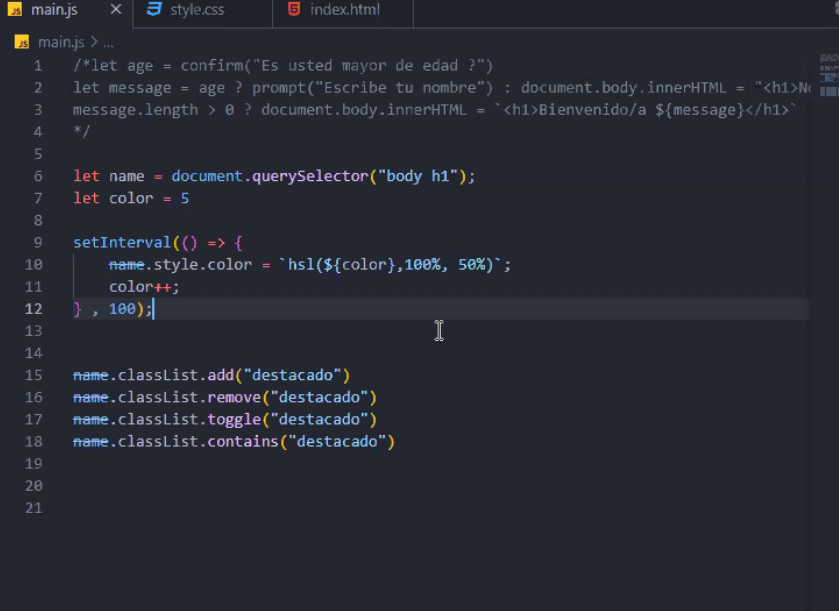 JS main.js × style.css index.html
JS main.js > ...
1 /*let age = confirm("Es usted mayor de edad ?")
2 let message = age ? prompt("Escribe tu nombre") : document.body.innerHTML = "<h1>No
3 message.length > 0 ? document.body.innerHTML = `<h1>Bienvenido/a ${message}</h1>`
4 */
5
6 let name = document.querySelector("body h1");
7 let color = 5
8
9 setInterval(() => {
10 name.style.color = `hsl(${color},100%, 50%)`;
11 color++;
12 } , 100);
13
14
15 name.classList.add("destacado")
16 name.classList.remove("destacado")
17 name.classList.toggle("destacado")
18 name.classList.contains("destacado")
19
20
21